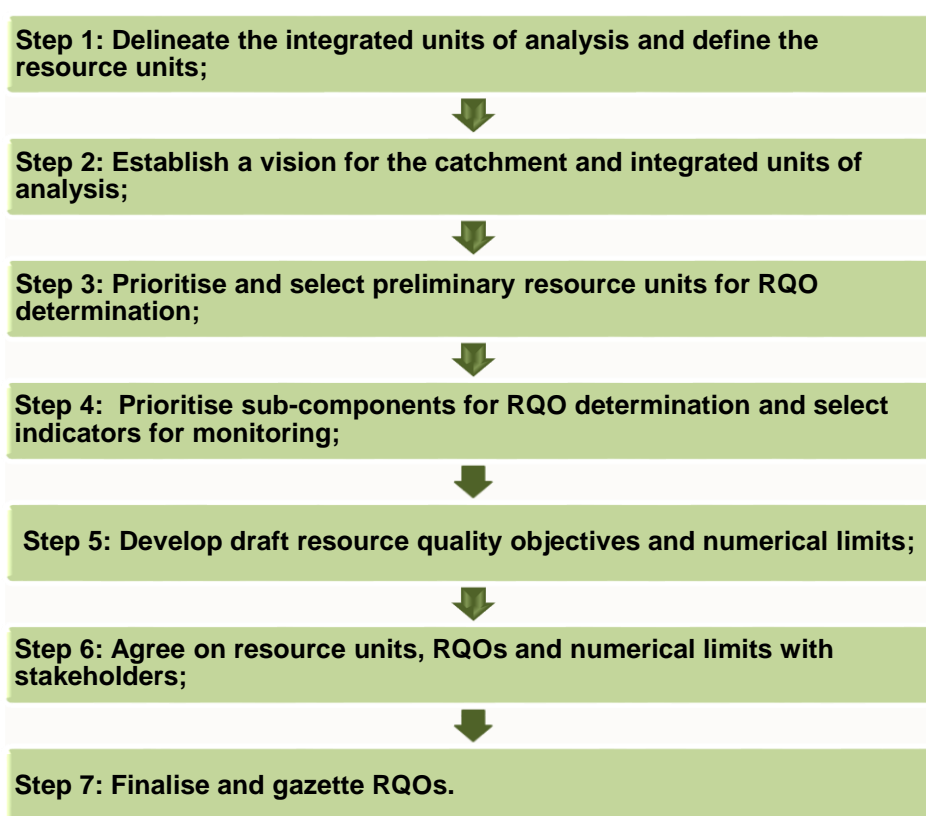 Step 1: Delineate the integrated units of analysis and define the
resource units;
Step 2: Establish a vision for the catchment and integrated units of
analysis;
Step 3: Prioritise and select preliminary resource units for RQO
determination;
Step 4:  Prioritise sub-components for RQO determination and select
indicators for monitoring;
Step 5: Develop draft resource quality objectives and numerical limits;
Step 6: Agree on resource units, RQOs and numerical limits with
stakeholders;
Step 7: Finalise and gazette RQOs.